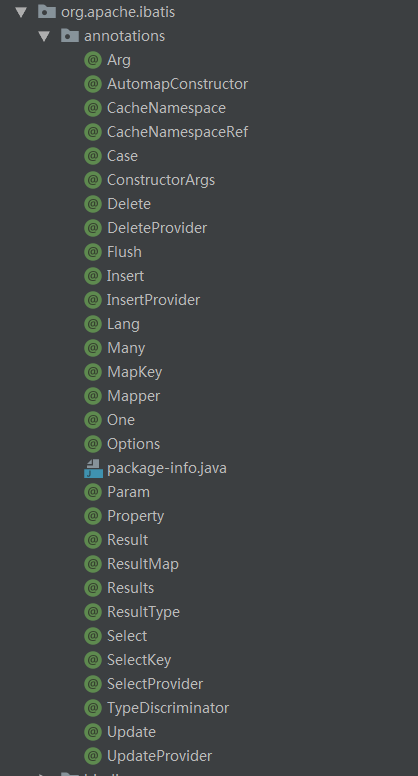 org.apache.ibatis
annotations
Arg
AutomapConstructor
CacheNamespace
CacheNamespaceRef
Case
ConstructorArgs
Delete
DeleteProvider
Flush
Insert
InsertProvider
Lang
Many
MapKey
Mapper
One
Options
package-info.java
Param
Property
Result
ResultMap
Results
ResultType
Select
SelectKey
SelectProvider
TypeDiscriminator
Update
UpdateProvider